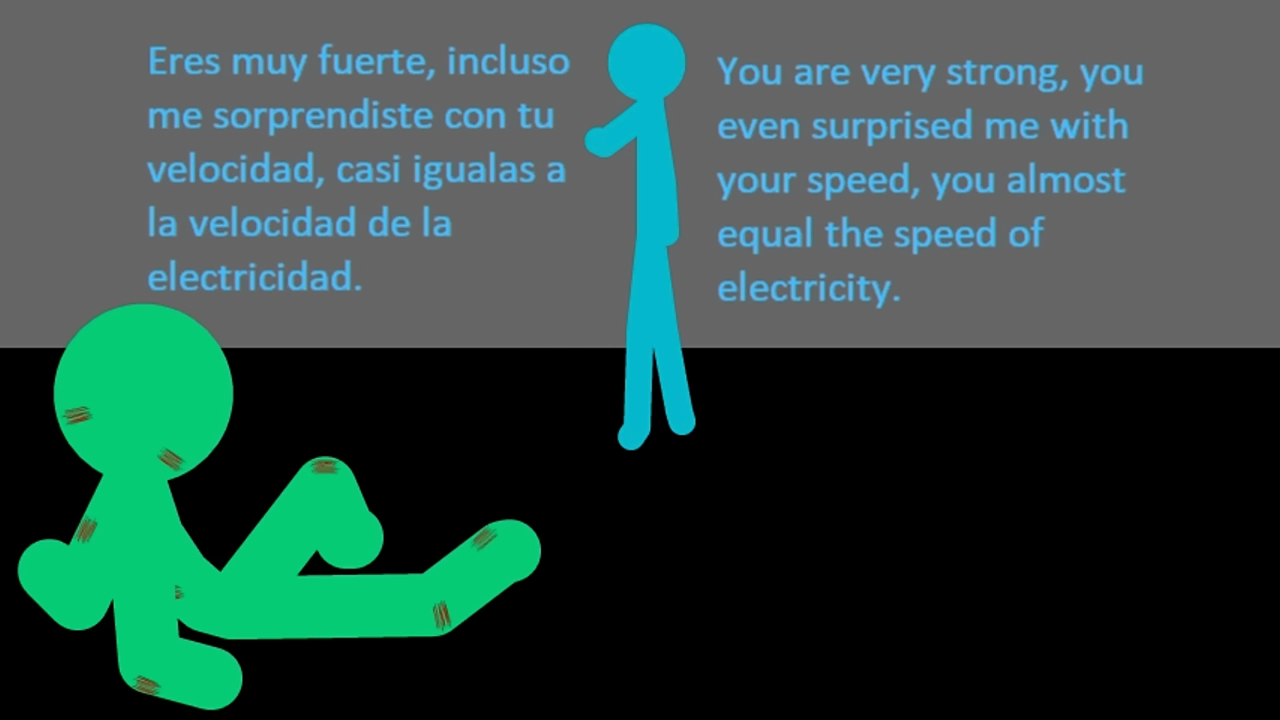 Eres muy fuerte, incluso
me sorprendiste con tu
velocidad, casi igualas a
la velocidad de la
electricidad.
You are very strong, you
even surprised me with
your speed, you almost
equal the speed of
electricity.